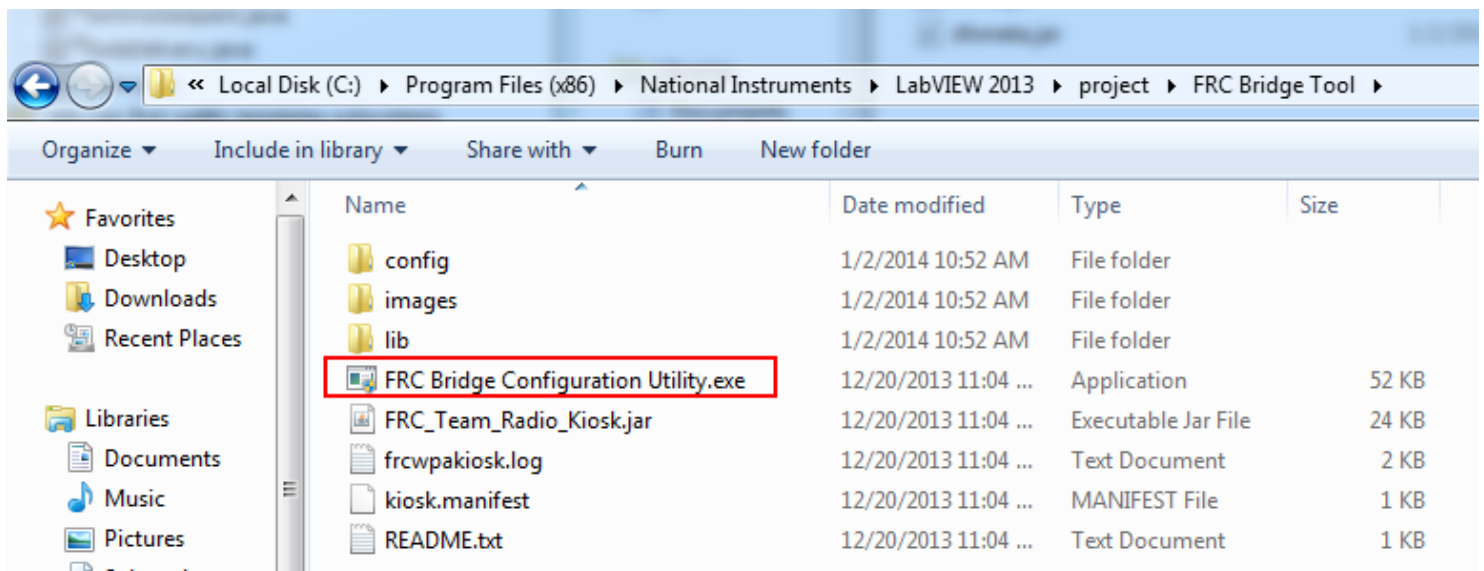 « Local Disk (C:) ▸ Program Files (x86) ▸ National Instruments ▸ LabVIEW 2013 ▸ project ▸ FRC Bridge Tool ▸
Organize ▾ Include in library ▾ Share with ▾ Burn New folder
Favorites
Desktop
Downloads
Recent Places
Libraries
Documents
Music
Pictures
Name Date modified Type Size
config 1/2/2014 10:52 AM File folder
images 1/2/2014 10:52 AM File folder
lib 1/2/2014 10:52 AM File folder
FRC Bridge Configuration Utility.exe 12/20/2013 11:04 ... Application 52 KB
FRC_Team_Radio_Kiosk.jar 12/20/2013 11:04 ... Executable Jar File 24 KB
frcwpakiosk.log 12/20/2013 11:04 ... Text Document 2 KB
kiosk.manifest 12/20/2013 11:04 ... MANIFEST File 1 KB
README.txt 12/20/2013 11:04 ... Text Document 1 KB